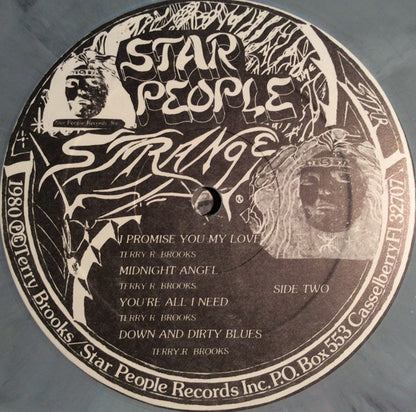 STAR
PEOPLE
Star People Records Inc.
STRANGE
®
I PROMISE YOU MY LOVE
TERRY R. BROOKS
MIDNIGHT ANGEL
TERRY R. BROOKS
YOU'RE ALL I NEED
TERRY R. BROOKS
SIDE TWO
DOWN AND DIRTY BLUES
TERRY.R BROOKS
1980 ℗© Terry Brooks / Star People Records Inc. P.O. Box 553 Casselberry Fl 32707